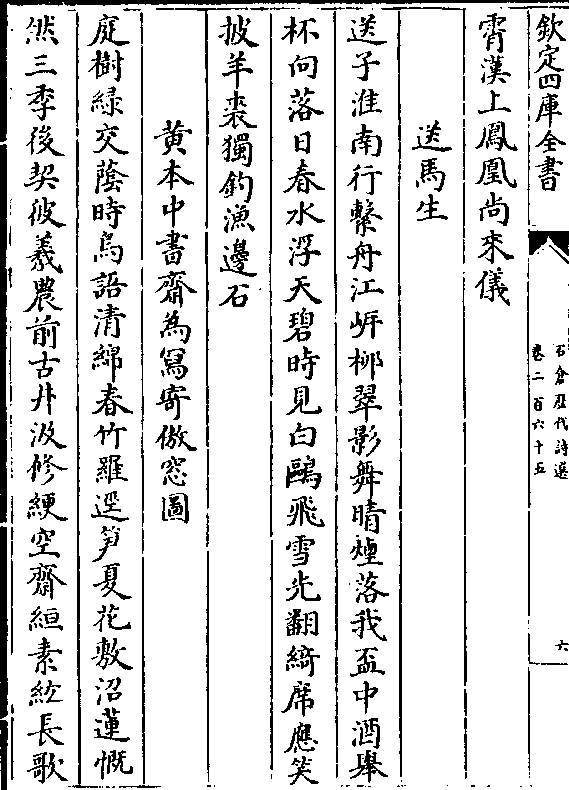 欽定四庫全書
石倉歷代詩選
卷二百六十五
六
霄漢上鳳凰尚來儀
送馬生
送子淮南行繫舟江岍柳翠影舞晴煙落我盃中酒舉
杯向落日春水浮天碧時見白鷗飛雪光翻綺席應笑
披羊裘獨釣漁邊石
黄本中書齋為冩寄傲窓圖
庭樹緑交蔭時鳥語清綿春竹羅逕笋夏花敷沼蓮慨
然三季後契彼羲農前古井汲修綆空齋絙素絃長歌